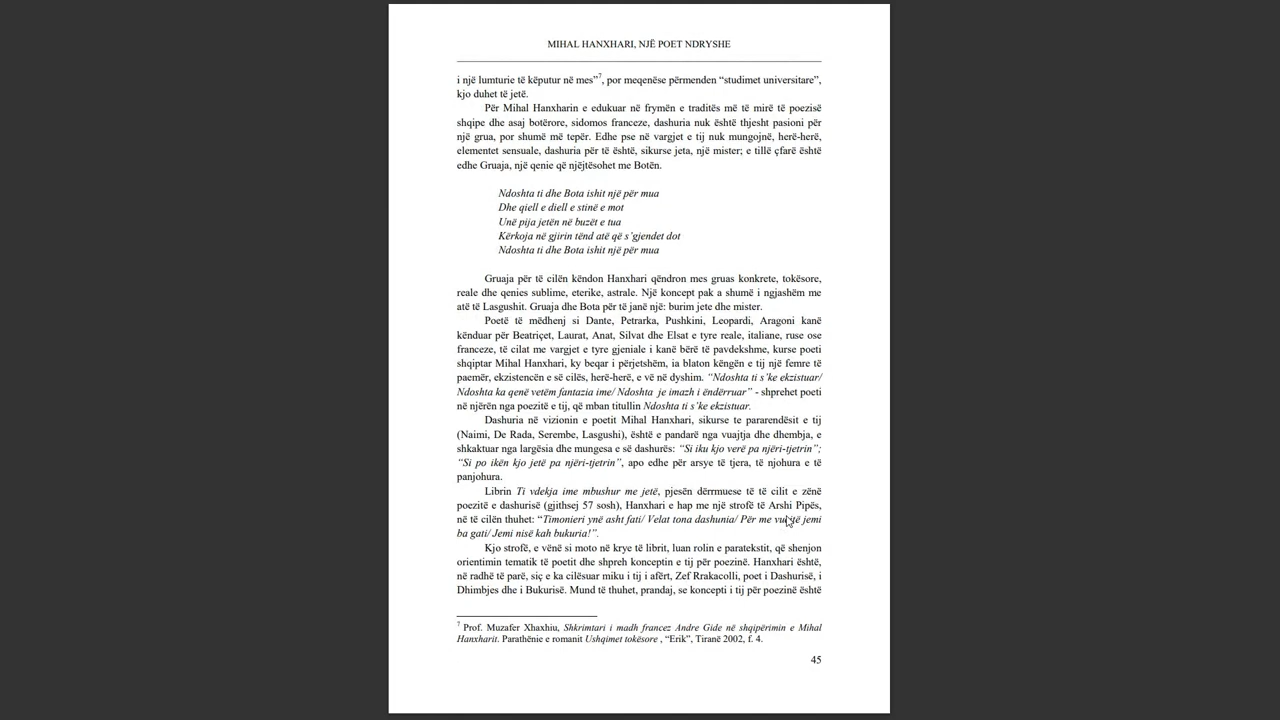 MIHAL HANXHARI, NJË POET NDRYSHE
i një lumturie të këputur në mes”7, por meqenëse përmenden “studimet universitare”,
kjo duhet të jetë.
Për Mihal Hanxharin e edukuar në frymën e traditës më të mirë të poezisë
shqipe dhe asaj botërore, sidomos franceze, dashuria nuk është thjesht pasioni për
një grua, por shumë më tepër. Edhe pse në vargjet e tij nuk mungojnë, herë-herë,
elementet sensuale, dashuria për të është, sikurse jeta, një mister; e tillë çfarë është
edhe Gruaja, një qenie që njëjtësohet me Botën.
Ndoshta ti dhe Bota ishit një për mua
Dhe qiell e diell e stinë e mot
Unë pija jetën në buzët e tua
Kërkoja në gjirin tënd atë që s’gjendet dot
Ndoshta ti dhe Bota ishit një për mua
Gruaja për të cilën këndon Hanxhari qëndron mes gruas konkrete, tokësore,
reale dhe qenies sublime, eterike, astrale. Një koncept pak a shumë i ngjashëm me
atë të Lasgushit. Gruaja dhe Bota për të janë një: burim jete dhe mister.
Poetë të mëdhenj si Dante, Petrarka, Pushkini, Leopardi, Aragoni kanë
kënduar për Beatriçet, Laurat, Anat, Silvat dhe Elsat e tyre reale, italiane, ruse ose
franceze, të cilat me vargjet e tyre gjeniale i kanë bërë të pavdekshme, kurse poeti
shqiptar Mihal Hanxhari, ky beqar i përjetshëm, ia blaton këngën e tij një femre të
paemër, ekzistencën e së cilës, herë-herë, e vë në dyshim. “Ndoshta ti s’ke ekzistuar/
Ndoshta ka qenë vetëm fantazia ime/ Ndoshta je imazh i ëndërruar” - shprehet poeti
në njërën nga poezitë e tij, që mban titullin Ndoshta ti s’ke ekzistuar.
Dashuria në vizionin e poetit Mihal Hanxhari, sikurse te pararendësit e tij
(Naimi, De Rada, Serembe, Lasgushi), është e pandarë nga vuajtja dhe dhembja, e
shkaktuar nga largësia dhe mungesa e së dashurës: “Si iku kjo verë pa njëri-tjetrin”;
“Si po ikën kjo jetë pa njëri-tjetrin”, apo edhe për arsye të tjera, të njohura e të
panjohura.
Librin Ti vdekja ime mbushur me jetë, pjesën dërrmuese të të cilit e zënë
poezitë e dashurisë (gjithsej 57 sosh), Hanxhari e hap me një strofë të Arshi Pipës,
në të cilën thuhet: “Timonieri ynë asht fati/ Velat tona dashunia/ Për me jemi
ba gati/ Jemi nisë kah bukuria!”.
Kjo strofë, e vënë si moto në krye të librit, luan rolin e paratekstit, që shenjon
orientimin tematik të poetit dhe shpreh konceptin e tij për poezinë. Hanxhari është,
në radhë të parë, siç e ka cilësuar miku i tij i afërt, Zef Rrakacolli, poet i Dashurisë, i
Dhimbjes dhe i Bukurisë. Mund të thuhet, prandaj, se koncepti i tij për poezinë është
7 Prof. Muzafer Xhaxhiu, Shkrimtari i madh francez Andre Gide në shqipërimin e Mihal
Hanxharit. Parathënie e romanit Ushqimet tokësore , “Erik”, Tiranë 2002, f. 4.
45